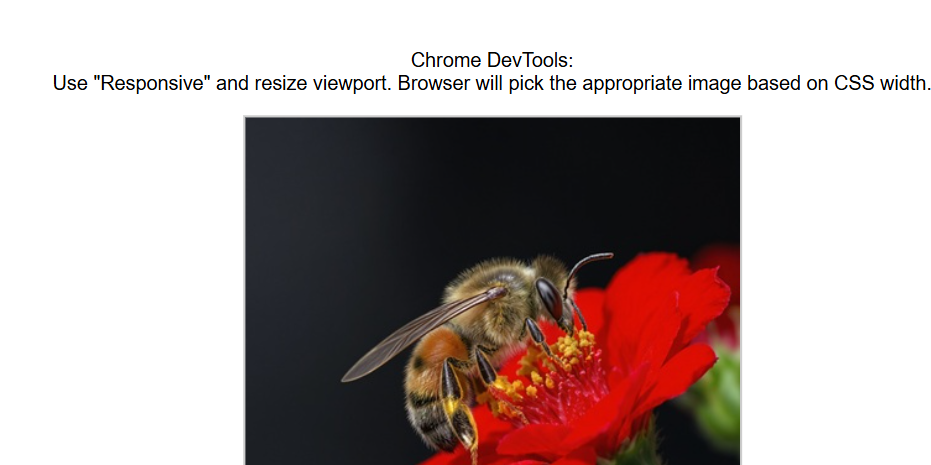 Chrome DevTools:
Use "Responsive" and resize viewport. Browser will pick the appropriate image based on CSS width.